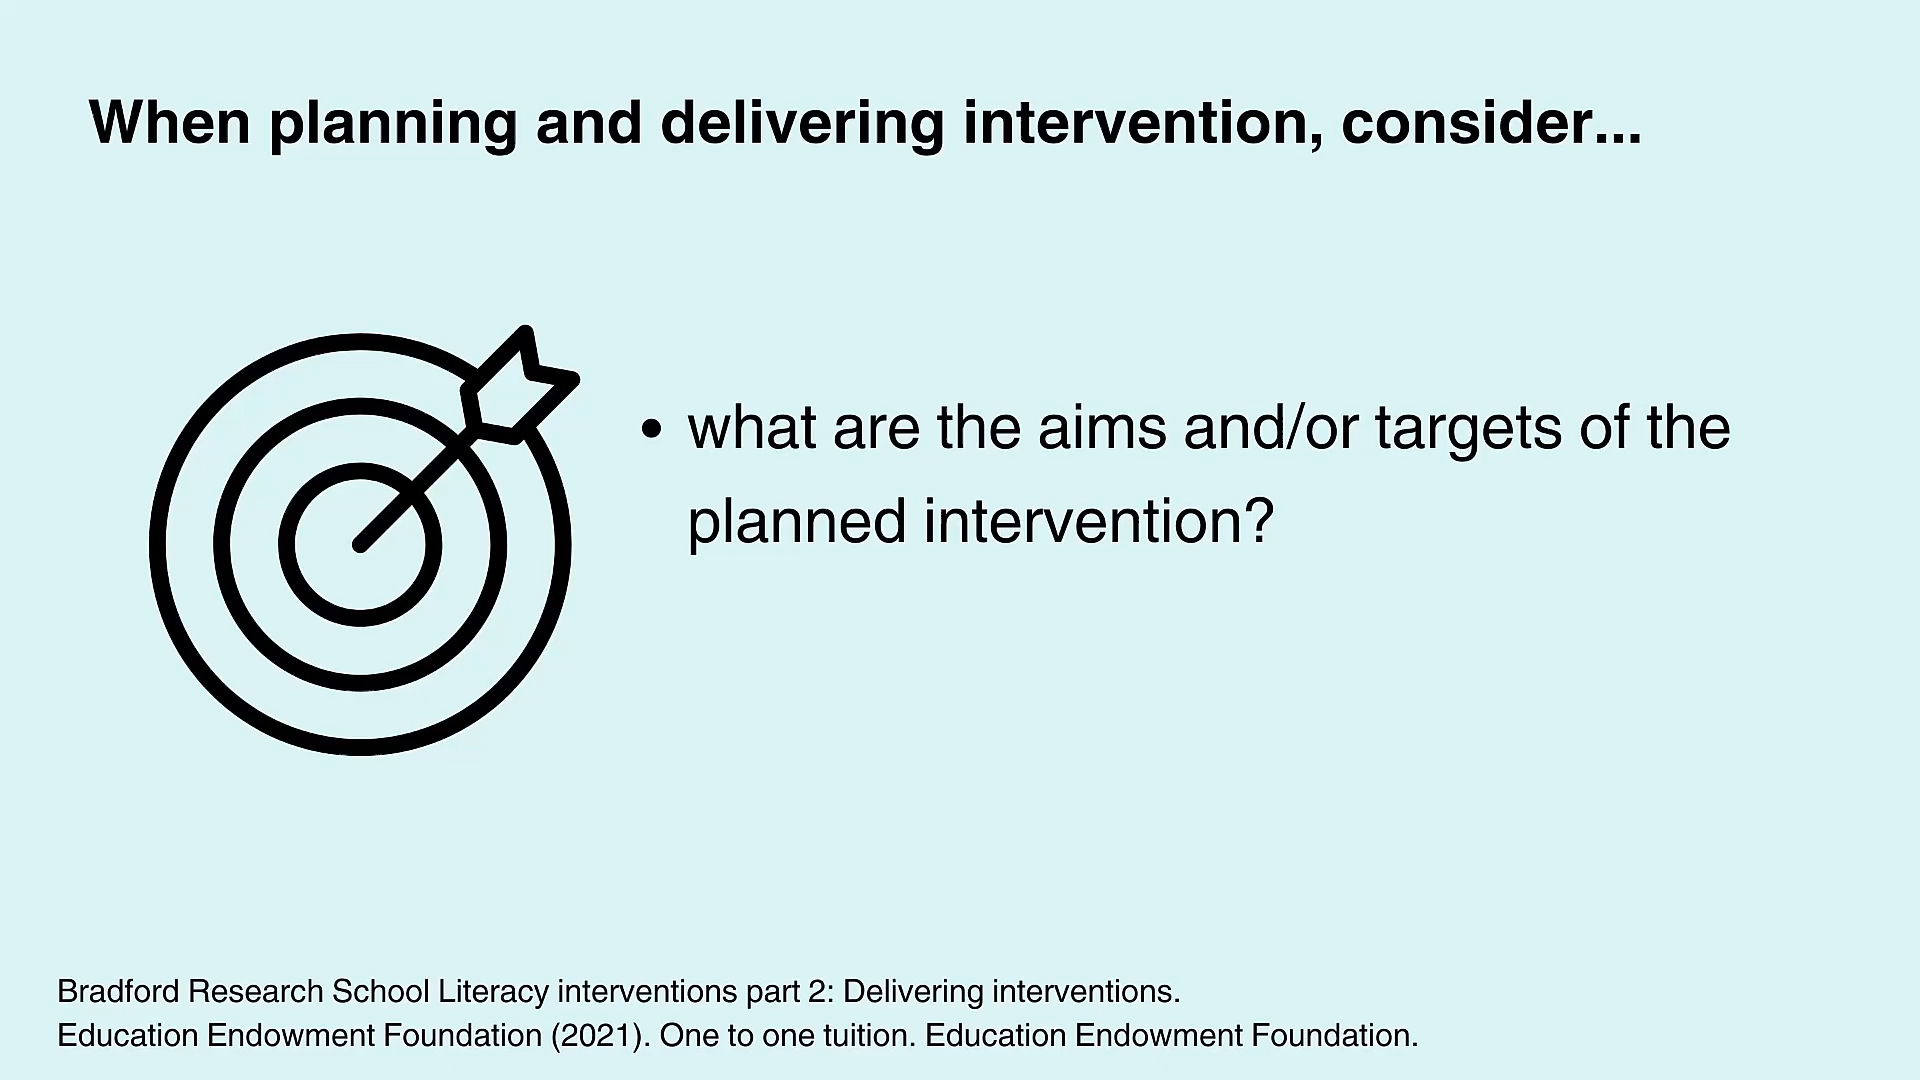 When planning and delivering intervention, consider...
• what are the aims and/or targets of the
planned intervention?
Bradford Research School Literacy interventions part 2: Delivering interventions.
Education Endowment Foundation (2021). One to one tuition. Education Endowment Foundation.